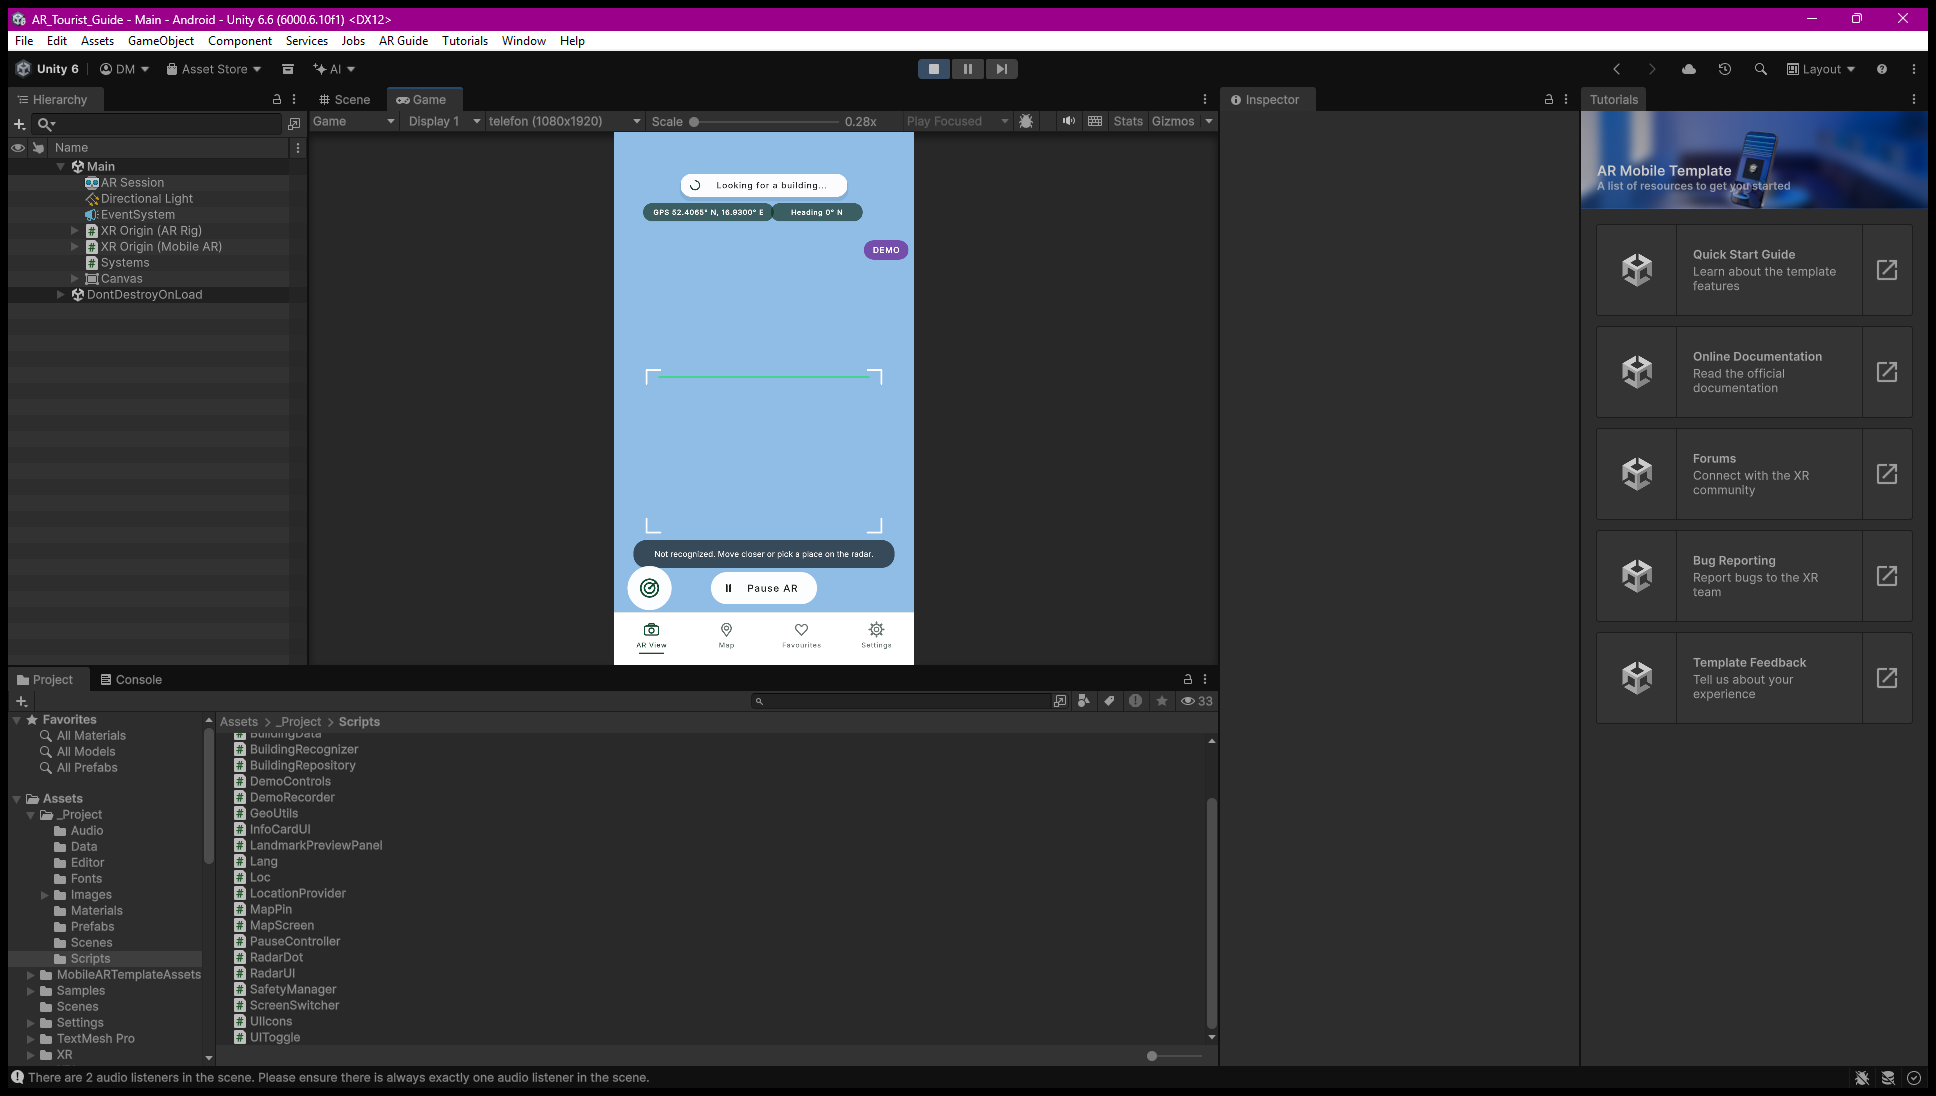 AR_Tourist_Guide - Main - Android - Unity 6.6 (6000.6.10f1) <DX12>
File Edit Assets GameObject Component Services Jobs AR Guide Tutorials Window Help
Unity 6 DM Asset Store AI Layout
Hierarchy
Scene Game
Inspector
Tutorials
Game Display 1 telefon (1080x1920) Scale 0.28x Play Focused Stats Gizmos
Name
Main
AR Session
Directional Light
EventSystem
XR Origin (AR Rig)
XR Origin (Mobile AR)
Systems
Canvas
DontDestroyOnLoad
Looking for a building...
GPS 52.4065° N, 16.9300° E Heading 0° N
DEMO
Not recognized. Move closer or pick a place on the radar.
Pause AR
AR View Map Favourites Settings
AR Mobile Template
A list of resources to get you started
Quick Start Guide
Learn about the template
features
Online Documentation
Read the official
documentation
Forums
Connect with the XR
community
Bug Reporting
Report bugs to the XR
team
Template Feedback
Tell us about your
experience
Project Console
33
Favorites
All Materials
All Models
All Prefabs
Assets
_Project
Audio
Data
Editor
Fonts
Images
Materials
Prefabs
Scenes
Scripts
MobileARTemplateAssets
Samples
Scenes
Settings
TextMesh Pro
XR
Assets > _Project > Scripts
BuildingData
BuildingRecognizer
BuildingRepository
DemoControls
DemoRecorder
GeoUtils
InfoCardUI
LandmarkPreviewPanel
Lang
Loc
LocationProvider
MapPin
MapScreen
PauseController
RadarDot
RadarUI
SafetyManager
ScreenSwitcher
UIIcons
UIToggle
There are 2 audio listeners in the scene. Please ensure there is always exactly one audio listener in the scene.